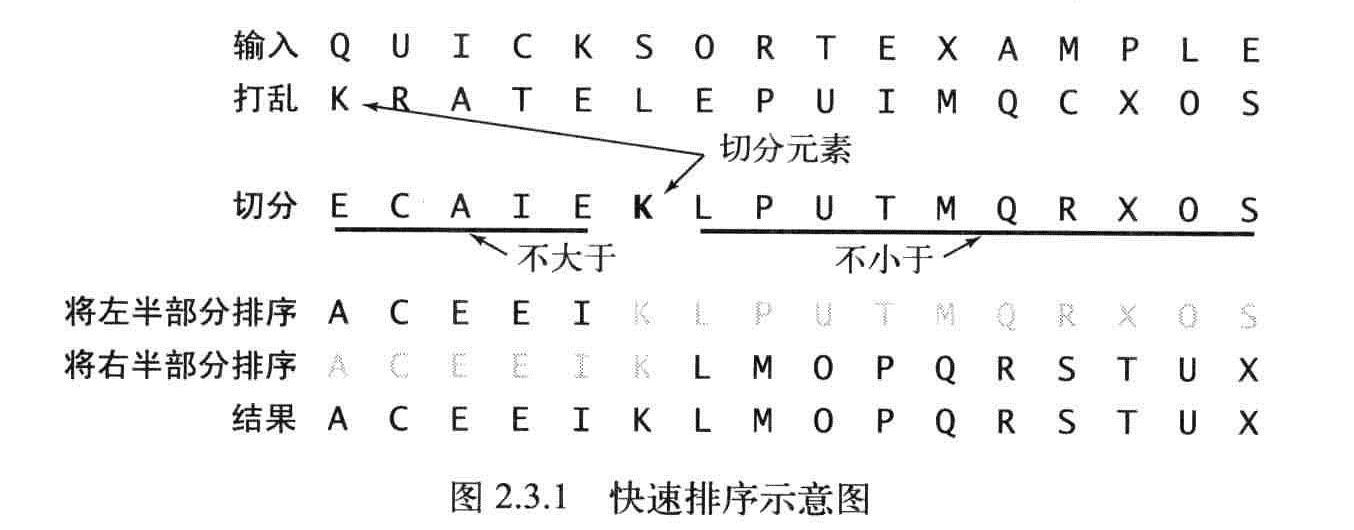 输入 Q U I C K S O R T E X A M P L E
打乱 K R A T E L E P U I M Q C X O S
切分元素
切分 E C A I E K L P U T M Q R X O S
不大于 不小于
将左半部分排序 A C E E I K L P U T M Q R X O S
将右半部分排序 A C E E I K L M O P Q R S T U X
结果 A C E E I K L M O P Q R S T U X
图 2.3.1 快速排序示意图